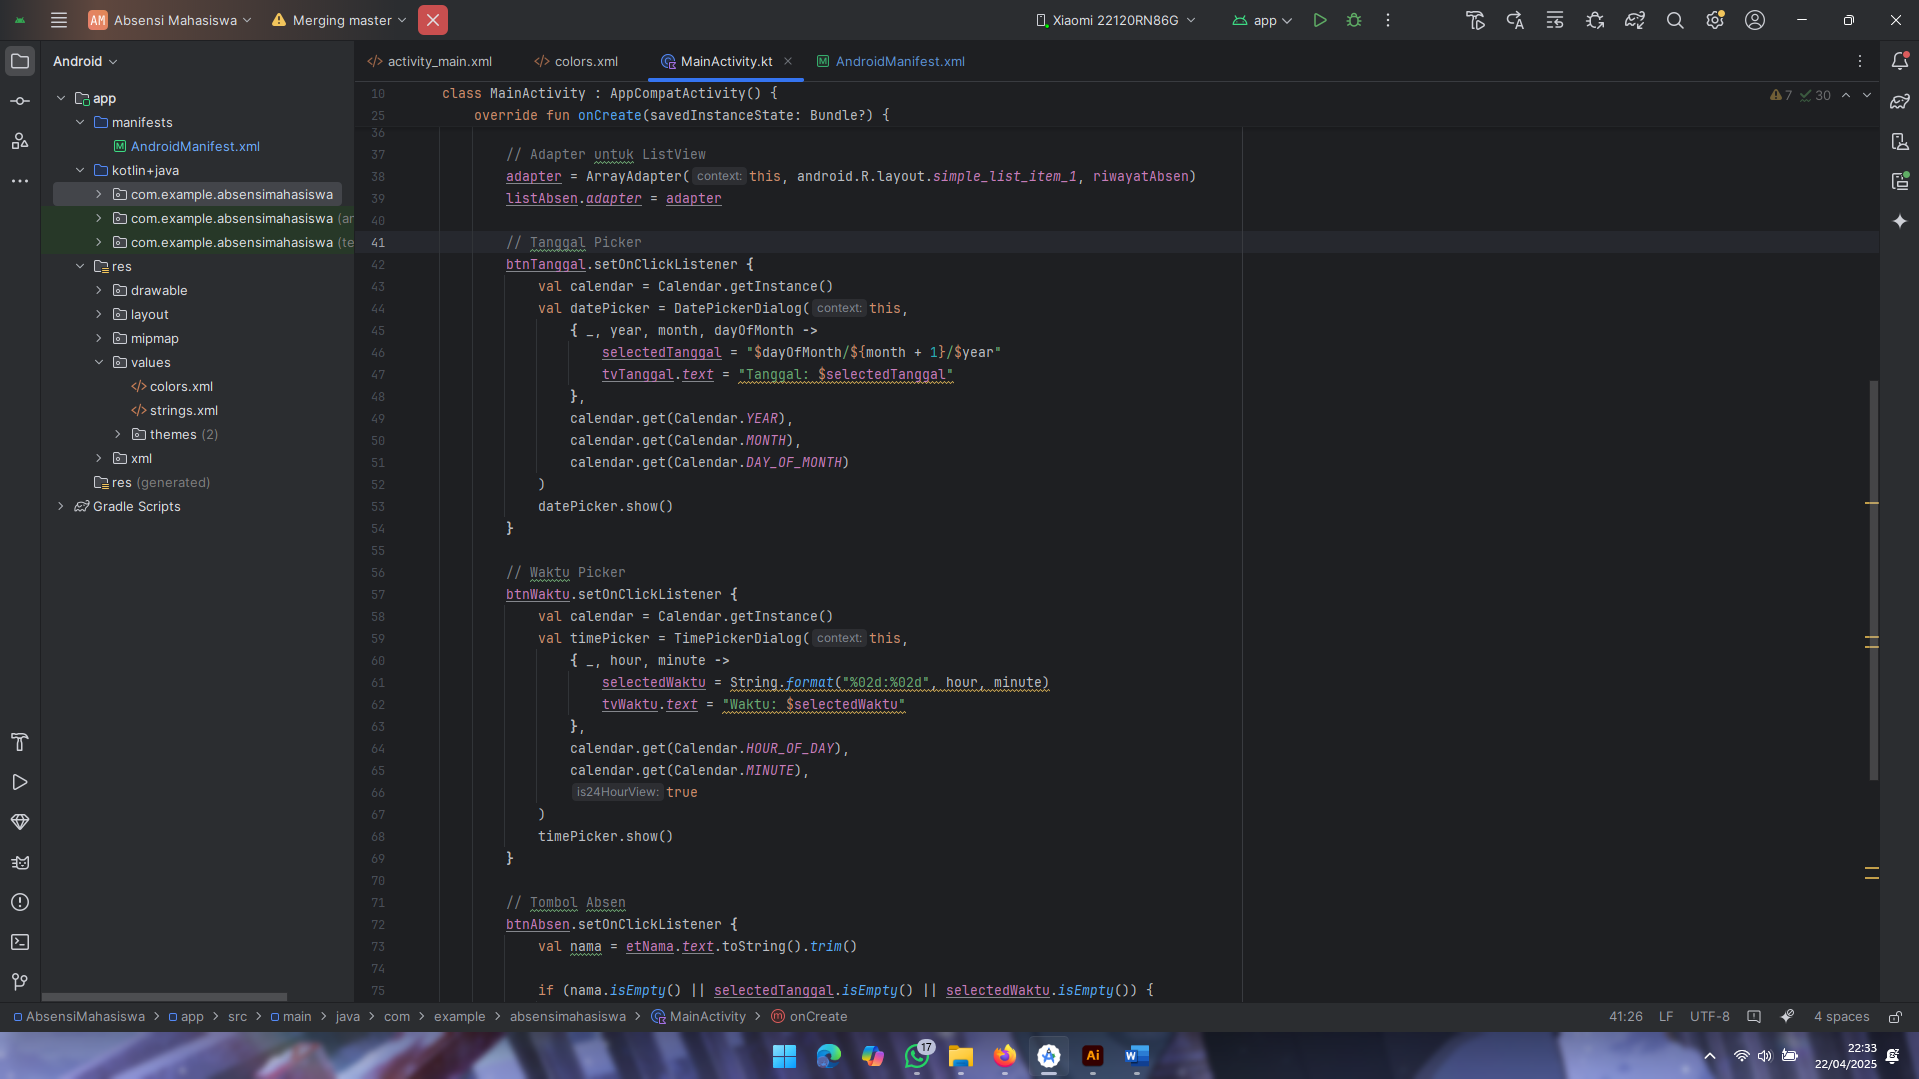 AM Absensi Mahasiswa Merging master Xiaomi 22120RN86G app
Android
activity_main.xml colors.xml MainActivity.kt AndroidManifest.xml
app
manifests
AndroidManifest.xml
kotlin+java
com.example.absensimahasiswa
com.example.absensimahasiswa (ar
com.example.absensimahasiswa (te
res
drawable
layout
mipmap
values
colors.xml
strings.xml
themes (2)
xml
res (generated)
Gradle Scripts
7 30
10 class MainActivity : AppCompatActivity() {
25 override fun onCreate(savedInstanceState: Bundle?) {
36
37 // Adapter untuk ListView
38 adapter = ArrayAdapter( context: this, android.R.layout.simple_list_item_1, riwayatAbsen)
39 listAbsen.adapter = adapter
40
41 // Tanggal Picker
42 btnTanggal.setOnClickListener {
43 val calendar = Calendar.getInstance()
44 val datePicker = DatePickerDialog( context: this,
45 { _, year, month, dayOfMonth ->
46 selectedTanggal = "$dayOfMonth/${month + 1}/$year"
47 tvTanggal.text = "Tanggal: $selectedTanggal"
48 },
49 calendar.get(Calendar.YEAR),
50 calendar.get(Calendar.MONTH),
51 calendar.get(Calendar.DAY_OF_MONTH)
52 )
53 datePicker.show()
54 }
55
56 // Waktu Picker
57 btnWaktu.setOnClickListener {
58 val calendar = Calendar.getInstance()
59 val timePicker = TimePickerDialog( context: this,
60 { _, hour, minute ->
61 selectedWaktu = String.format("%02d:%02d", hour, minute)
62 tvWaktu.text = "Waktu: $selectedWaktu"
63 },
64 calendar.get(Calendar.HOUR_OF_DAY),
65 calendar.get(Calendar.MINUTE),
66 is24HourView: true
67 )
68 timePicker.show()
69 }
70
71 // Tombol Absen
72 btnAbsen.setOnClickListener {
73 val nama = etNama.text.toString().trim()
74
75 if (nama.isEmpty() || selectedTanggal.isEmpty() || selectedWaktu.isEmpty()) {
AbsensiMahasiswa > app > src > main > java > com > example > absensimahasiswa > MainActivity > onCreate
41:26 LF UTF-8 4 spaces
17
Ai
W
22:33
22/04/2025